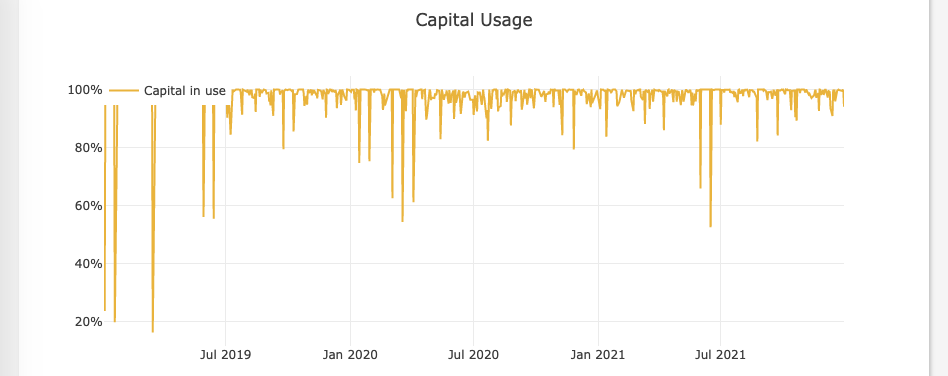 Capital Usage
100%
Capital in use
80%
60%
40%
20%
Jul 2019
Jan 2020
Jul 2020
Jan 2021
Jul 2021